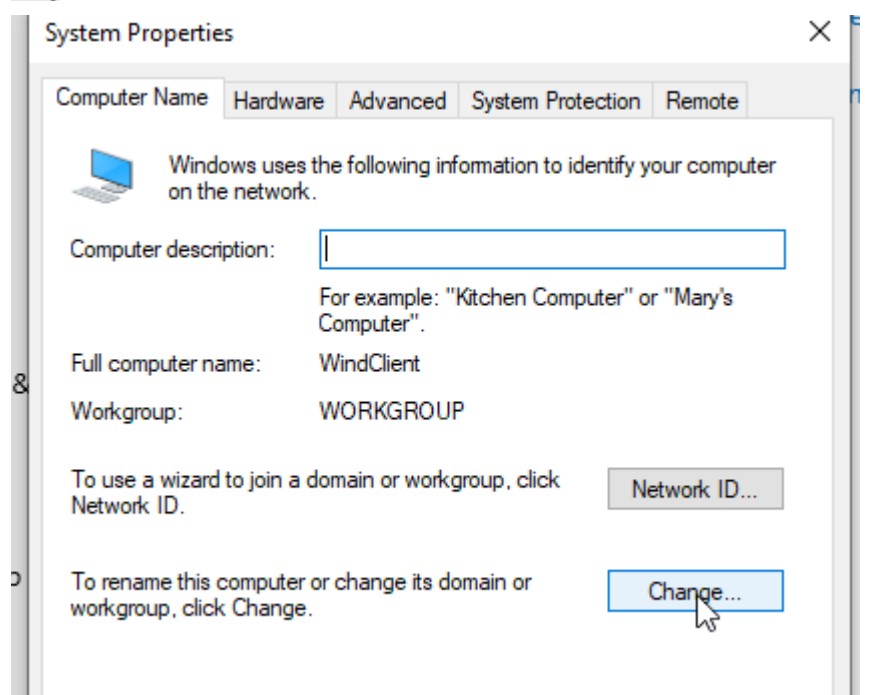 System Properties
Computer Name Hardware Advanced System Protection Remote
Windows uses the following information to identify your computer
on the network.
Computer description:
For example: "Kitchen Computer" or "Mary's
Computer".
Full computer name: WindClient
&
Workgroup: WORKGROUP
To use a wizard to join a domain or workgroup, click
Network ID.
Network ID...
To rename this computer or change its domain or
workgroup, click Change.
Change...